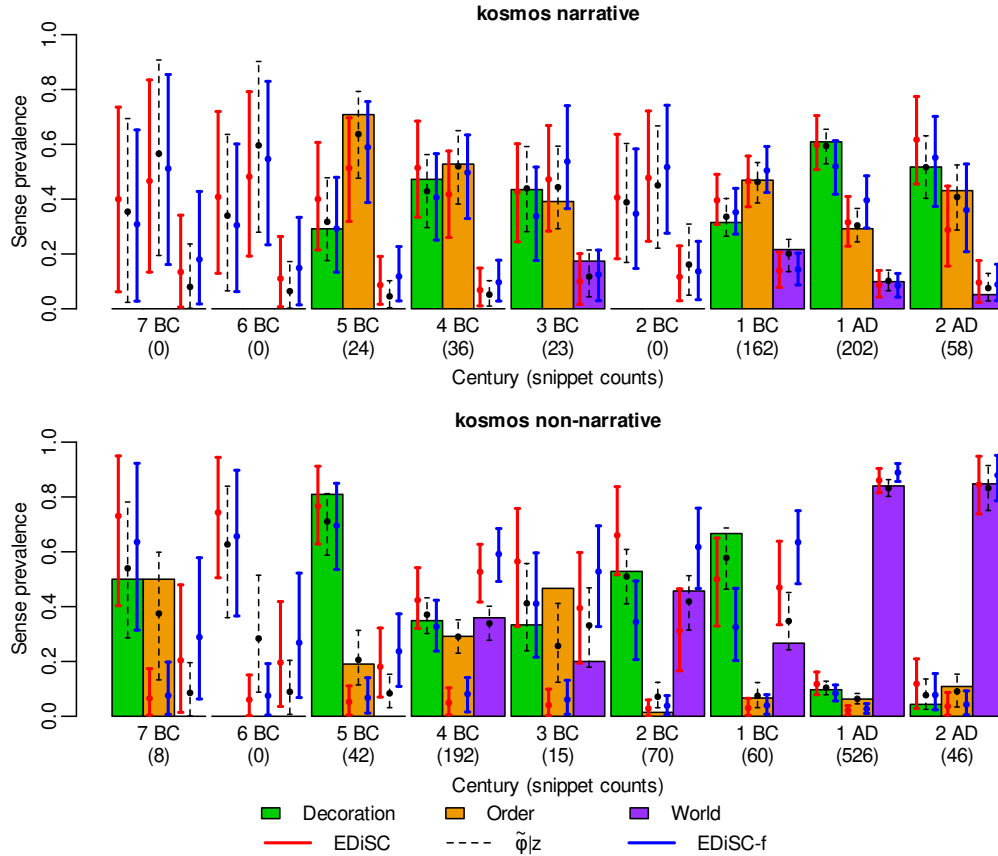 kosmos narrative
Sense prevalence
0.0 0.2 0.4 0.6 0.8 1.0
7 BC 6 BC 5 BC 4 BC 3 BC 2 BC 1 BC 1 AD 2 AD
(0) (0) (24) (36) (23) (0) (162) (202) (58)
Century (snippet counts)
kosmos non-narrative
Sense prevalence
0.0 0.2 0.4 0.6 0.8 1.0
7 BC 6 BC 5 BC 4 BC 3 BC 2 BC 1 BC 1 AD 2 AD
(8) (0) (42) (192) (15) (70) (60) (526) (46)
Century (snippet counts)
Decoration Order World
EDiSC φ̃|z EDiSC-f